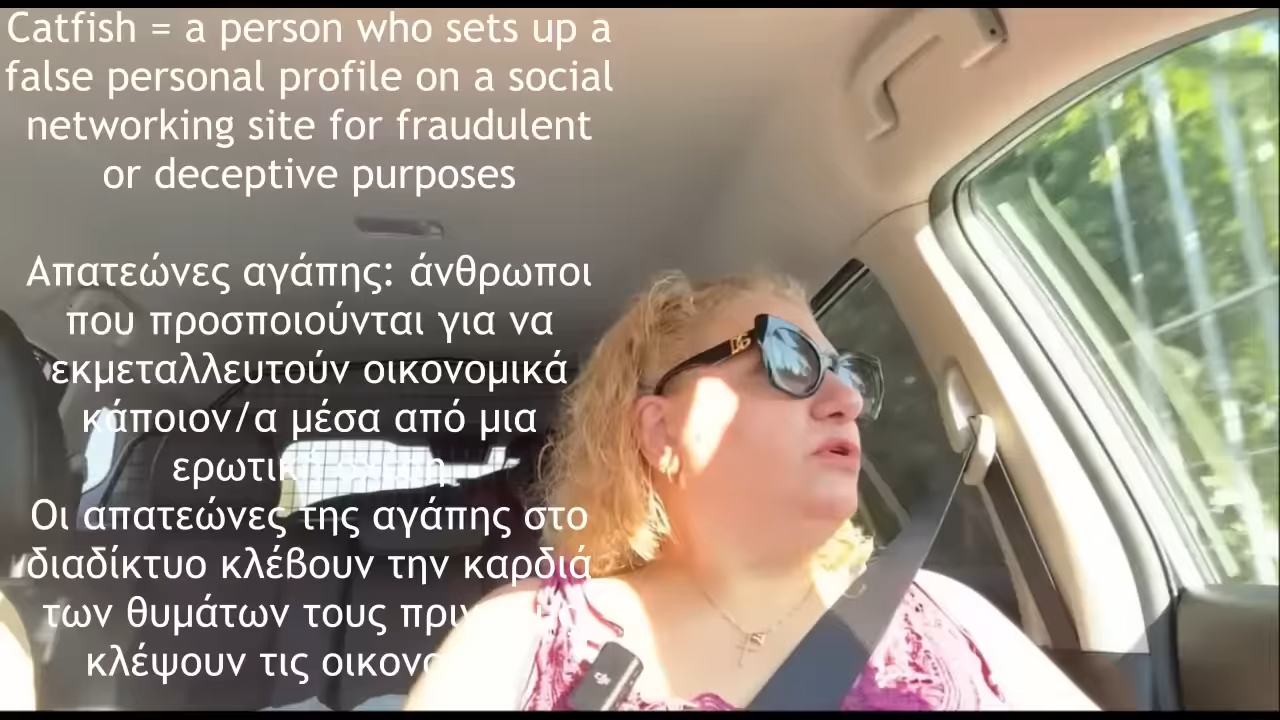 Catfish = a person who sets up a
false personal profile on a social
networking site for fraudulent
or deceptive purposes
Απατεώνες αγάπης: άνθρωποι
που προσποιούνται για να
εκμεταλλευτούν οικονομικά
κάποιον/α μέσα από μια
Οι απατεώνες της αγάπης στο
διαδίκτυο κλέβουν την καρδιά
των θυμάτων τους
κλέψουν τις
DG